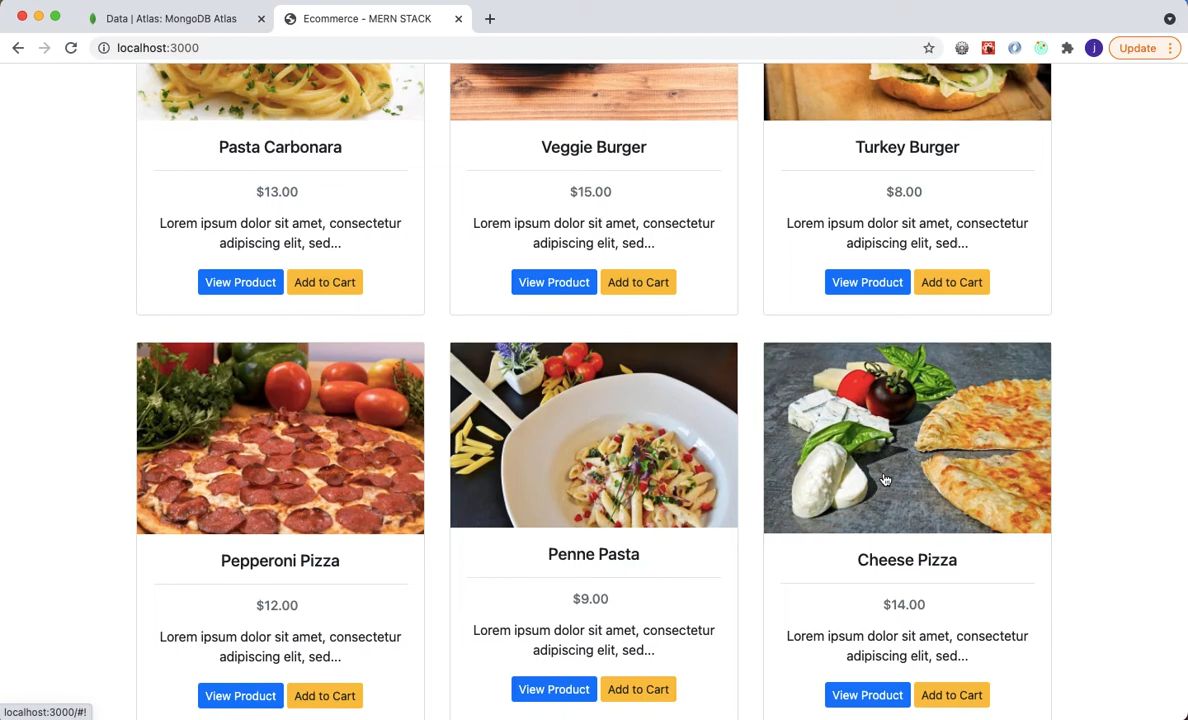 Data | Atlas: MongoDB Atlas
Ecommerce - MERN STACK
localhost:3000
j
Update
Pasta Carbonara
$13.00
Lorem ipsum dolor sit amet, consectetur
adipiscing elit, sed...
View Product
Add to Cart
Veggie Burger
$15.00
Lorem ipsum dolor sit amet, consectetur
adipiscing elit, sed...
View Product
Add to Cart
Turkey Burger
$8.00
Lorem ipsum dolor sit amet, consectetur
adipiscing elit, sed...
View Product
Add to Cart
Pepperoni Pizza
$12.00
Lorem ipsum dolor sit amet, consectetur
adipiscing elit, sed...
View Product
Add to Cart
Penne Pasta
$9.00
Lorem ipsum dolor sit amet, consectetur
adipiscing elit, sed...
View Product
Add to Cart
Cheese Pizza
$14.00
Lorem ipsum dolor sit amet, consectetur
adipiscing elit, sed...
View Product
Add to Cart
localhost:3000/#!